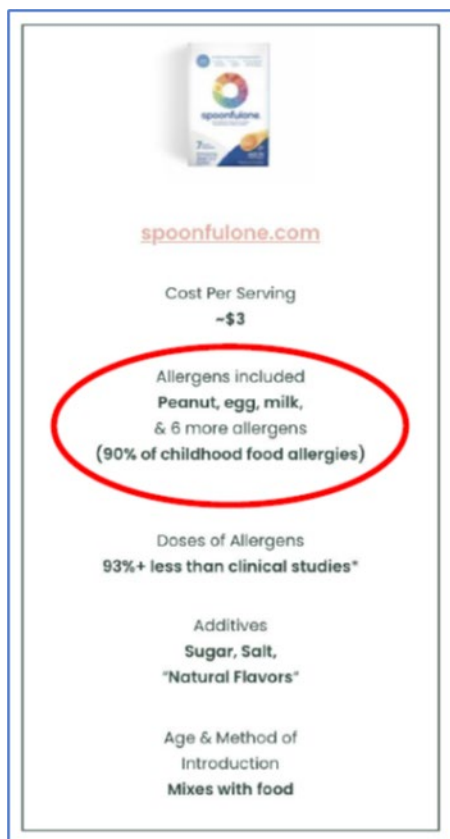 spoonfulone.
7
spoonfulone.com
Cost Per Serving
~$3
Allergens included
Peanut, egg, milk,
& 6 more allergens
(90% of childhood food allergies)
Doses of Allergens
93%+ less than clinical studies*
Additives
Sugar, Salt,
"Natural Flavors"
Age & Method of
Introduction
Mixes with food